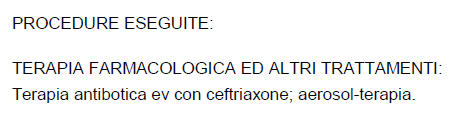 PROCEDURE ESEGUITE:
TERAPIA FARMACOLOGICA ED ALTRI TRATTAMENTI:
Terapia antibotica ev con ceftriaxone; aerosol-terapia.